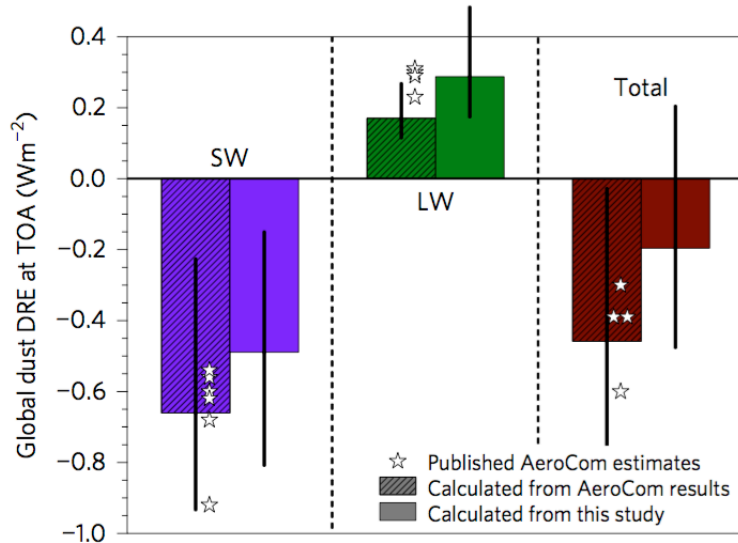 Global dust DRE at TOA (Wm−2)
0.4
0.2
0.0
−0.2
−0.4
−0.6
−0.8
−1.0
SW
LW
Total
Published AeroCom estimates
Calculated from AeroCom results
Calculated from this study